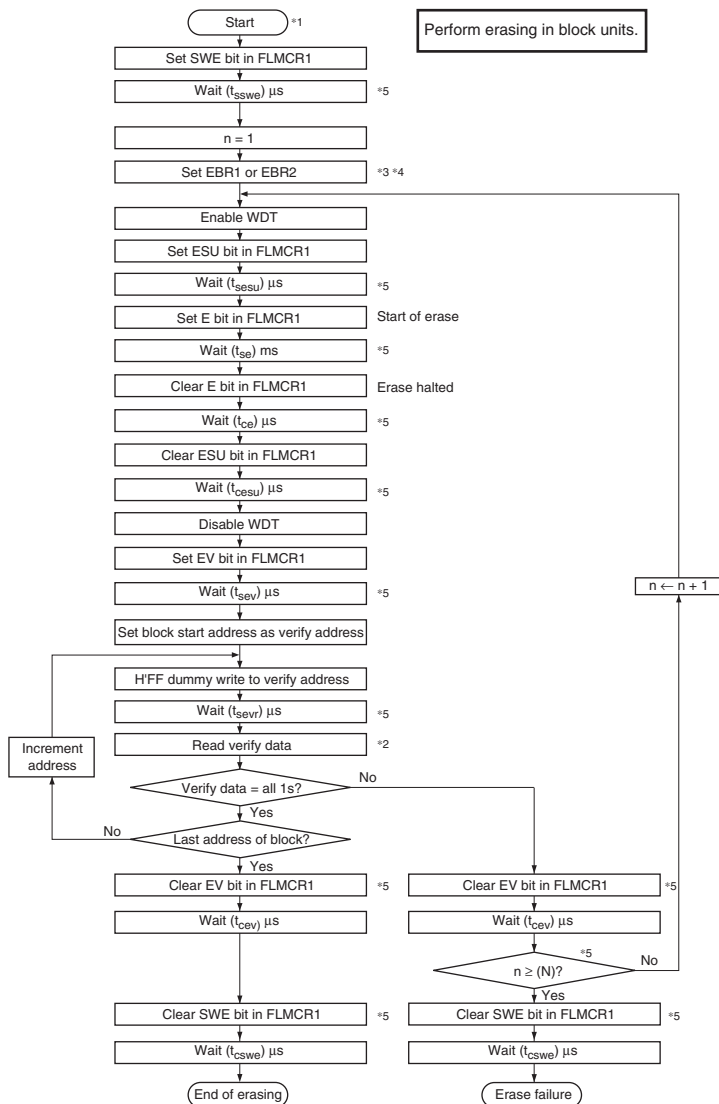 Start *1
Perform erasing in block units.
Set SWE bit in FLMCR1
Wait (tsswe) μs *5
n = 1
Set EBR1 or EBR2 *3 *4
Enable WDT
Set ESU bit in FLMCR1
Wait (tsesu) μs *5
Set E bit in FLMCR1 Start of erase
Wait (tse) ms *5
Clear E bit in FLMCR1 Erase halted
Wait (tce) μs *5
Clear ESU bit in FLMCR1
Wait (tcesu) μs *5
Disable WDT
Set EV bit in FLMCR1
Wait (tsev) μs *5
n ← n + 1
Set block start address as verify address
H'FF dummy write to verify address
Wait (tsevr) μs *5
Read verify data *2
Increment
address
Verify data = all 1s?
No
Yes
Last address of block?
No
Yes
Clear EV bit in FLMCR1 *5
Wait (tcev) μs
Clear EV bit in FLMCR1 *5
Wait (tcev) μs
n ≥ (N)? *5
No
Yes
Clear SWE bit in FLMCR1 *5
Wait (tcswe) μs
End of erasing
Clear SWE bit in FLMCR1 *5
Wait (tcswe) μs
Erase failure